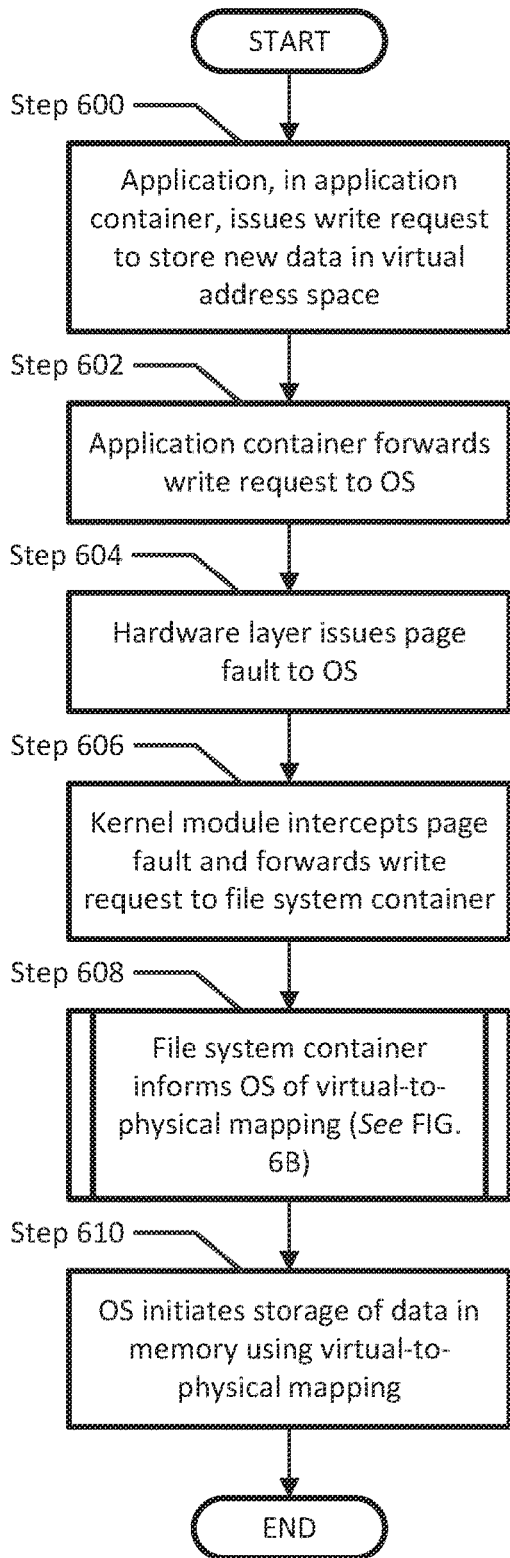 START
Step 600
Application, in application
container, issues write request
to store new data in virtual
address space
Step 602
Application container forwards
write request to OS
Step 604
Hardware layer issues page
fault to OS
Step 606
Kernel module intercepts page
fault and forwards write
request to file system container
Step 608
File system container
informs OS of virtual-to-
physical mapping (See FIG.
6B)
Step 610
OS initiates storage of data in
memory using virtual-to-
physical mapping
END